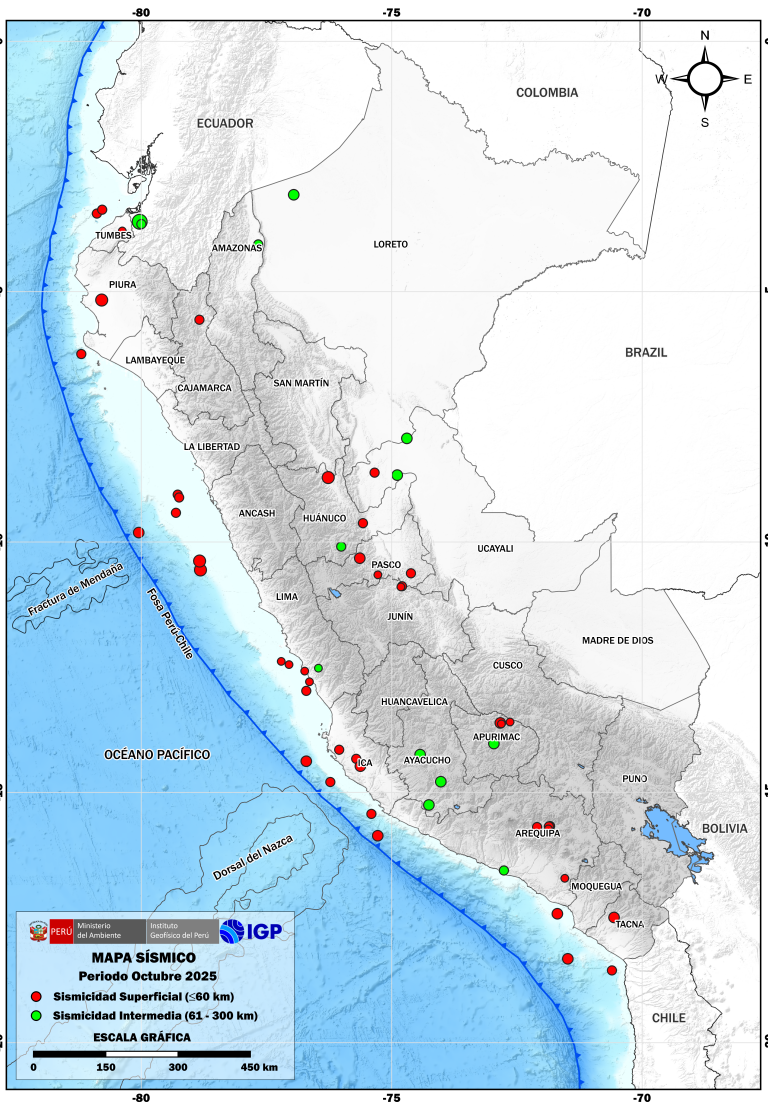 -80
-75
-70
N
W
E
S
COLOMBIA
ECUADOR
TUMBES
AMAZONAS
LORETO
PIURA
BRAZIL
LAMBAYEQUE
CAJAMARCA
SAN MARTÍN
LA LIBERTAD
ANCASH
HUÁNUCO
UCAYALI
PASCO
Fractura de Mendaña
LIMA
JUNÍN
Fosa Perú-Chile
MADRE DE DIOS
CUSCO
HUANCAVELICA
APURIMAC
OCÉANO PACÍFICO
ICA
AYACUCHO
PUNO
BOLIVIA
AREQUIPA
Dorsal del Nazca
MOQUEGUA
TACNA
CHILE
PERÚ
Ministerio
del Ambiente
Instituto
Geofísico del Perú
IGP
MAPA SÍSMICO
Periodo Octubre 2025
Sismicidad Superficial (≤60 km)
Sismicidad Intermedia (61 - 300 km)
ESCALA GRÁFICA
0 150 300 450 km
-80
-75
-70